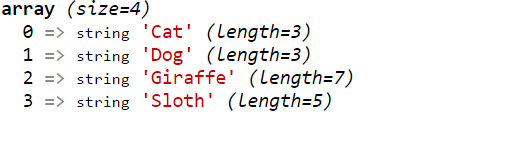 array (size=4)
0 => string 'Cat' (length=3)
1 => string 'Dog' (length=3)
2 => string 'Giraffe' (length=7)
3 => string 'Sloth' (length=5)